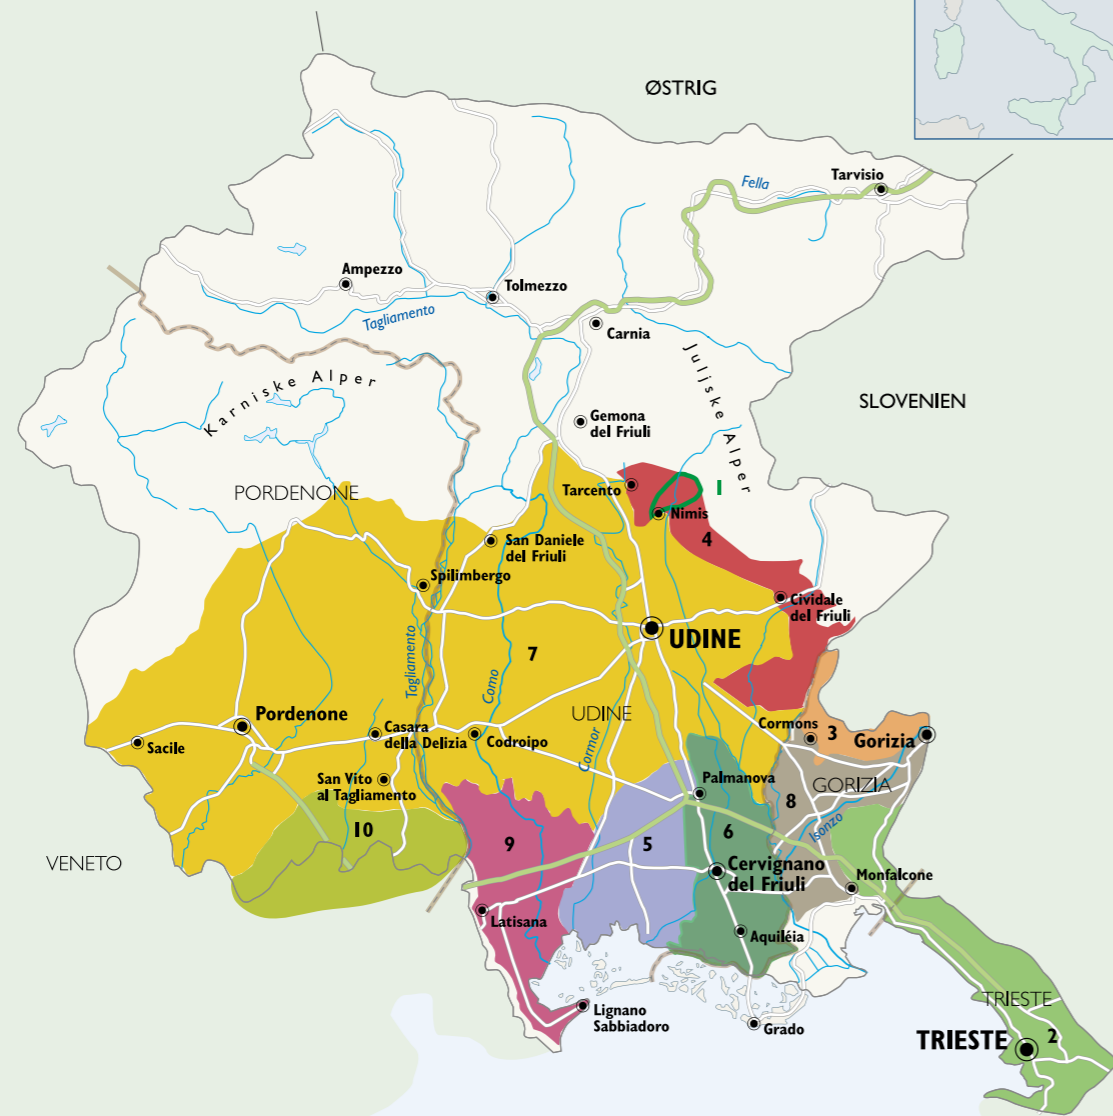 ØSTRIG
Fella
Tarvisio
Ampezzo
Tolmezzo
Tagliamento
Carnia
Juljske Alper
Karniske Alper
SLOVENIEN
Gemona
del Friuli
PORDENONE
Tarcento
1
Nimis
4
San Daniele
del Friuli
Spilimbergo
Cividale
del Friuli
UDINE
Tagliamento
7
Como
Pordenone
UDINE
Cormons
3
Gorizia
Sacile
Casara
della Delizia
Codroipo
Cormor
San Vito
al Tagliamento
Palmanova
GORIZIA
8
10
9
5
6
Isonzo
VENETO
Cervignano
del Friuli
Monfalcone
Latisana
Aquiléia
TRIESTE
Lignano
Sabbiadoro
Grado
TRIESTE
2